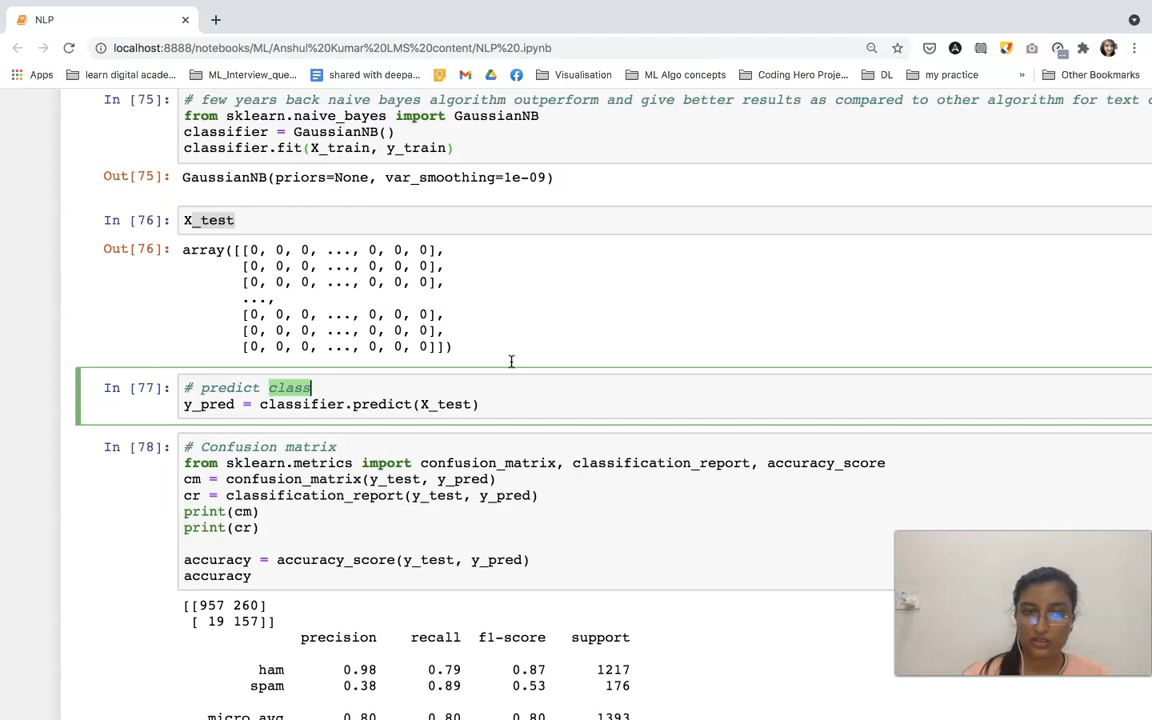 NLP
localhost:8888/notebooks/ML/Anshul%20Kumar%20LMS%20content/NLP%20.ipynb
Apps learn digital acade... ML_Interview_que... shared with deepa... Visualisation ML Algo concepts Coding Hero Proje... DL my practice » Other Bookmarks
In [75]: # few years back naive bayes algorithm outperform and give better results as compared to other algorithm for text c
from sklearn.naive_bayes import GaussianNB
classifier = GaussianNB()
classifier.fit(X_train, y_train)
Out[75]: GaussianNB(priors=None, var_smoothing=1e-09)
In [76]: X_test
Out[76]: array([[0, 0, 0, ..., 0, 0, 0],
[0, 0, 0, ..., 0, 0, 0],
[0, 0, 0, ..., 0, 0, 0],
...,
[0, 0, 0, ..., 0, 0, 0],
[0, 0, 0, ..., 0, 0, 0],
[0, 0, 0, ..., 0, 0, 0]])
In [77]: # predict class
y_pred = classifier.predict(X_test)
In [78]: # Confusion matrix
from sklearn.metrics import confusion_matrix, classification_report, accuracy_score
cm = confusion_matrix(y_test, y_pred)
cr = classification_report(y_test, y_pred)
print(cm)
print(cr)
accuracy = accuracy_score(y_test, y_pred)
accuracy
[[957 260]
[ 19 157]]
precision recall f1-score support
ham 0.98 0.79 0.87 1217
spam 0.38 0.89 0.53 176
micro avg 0.80 0.80 0.80 1393